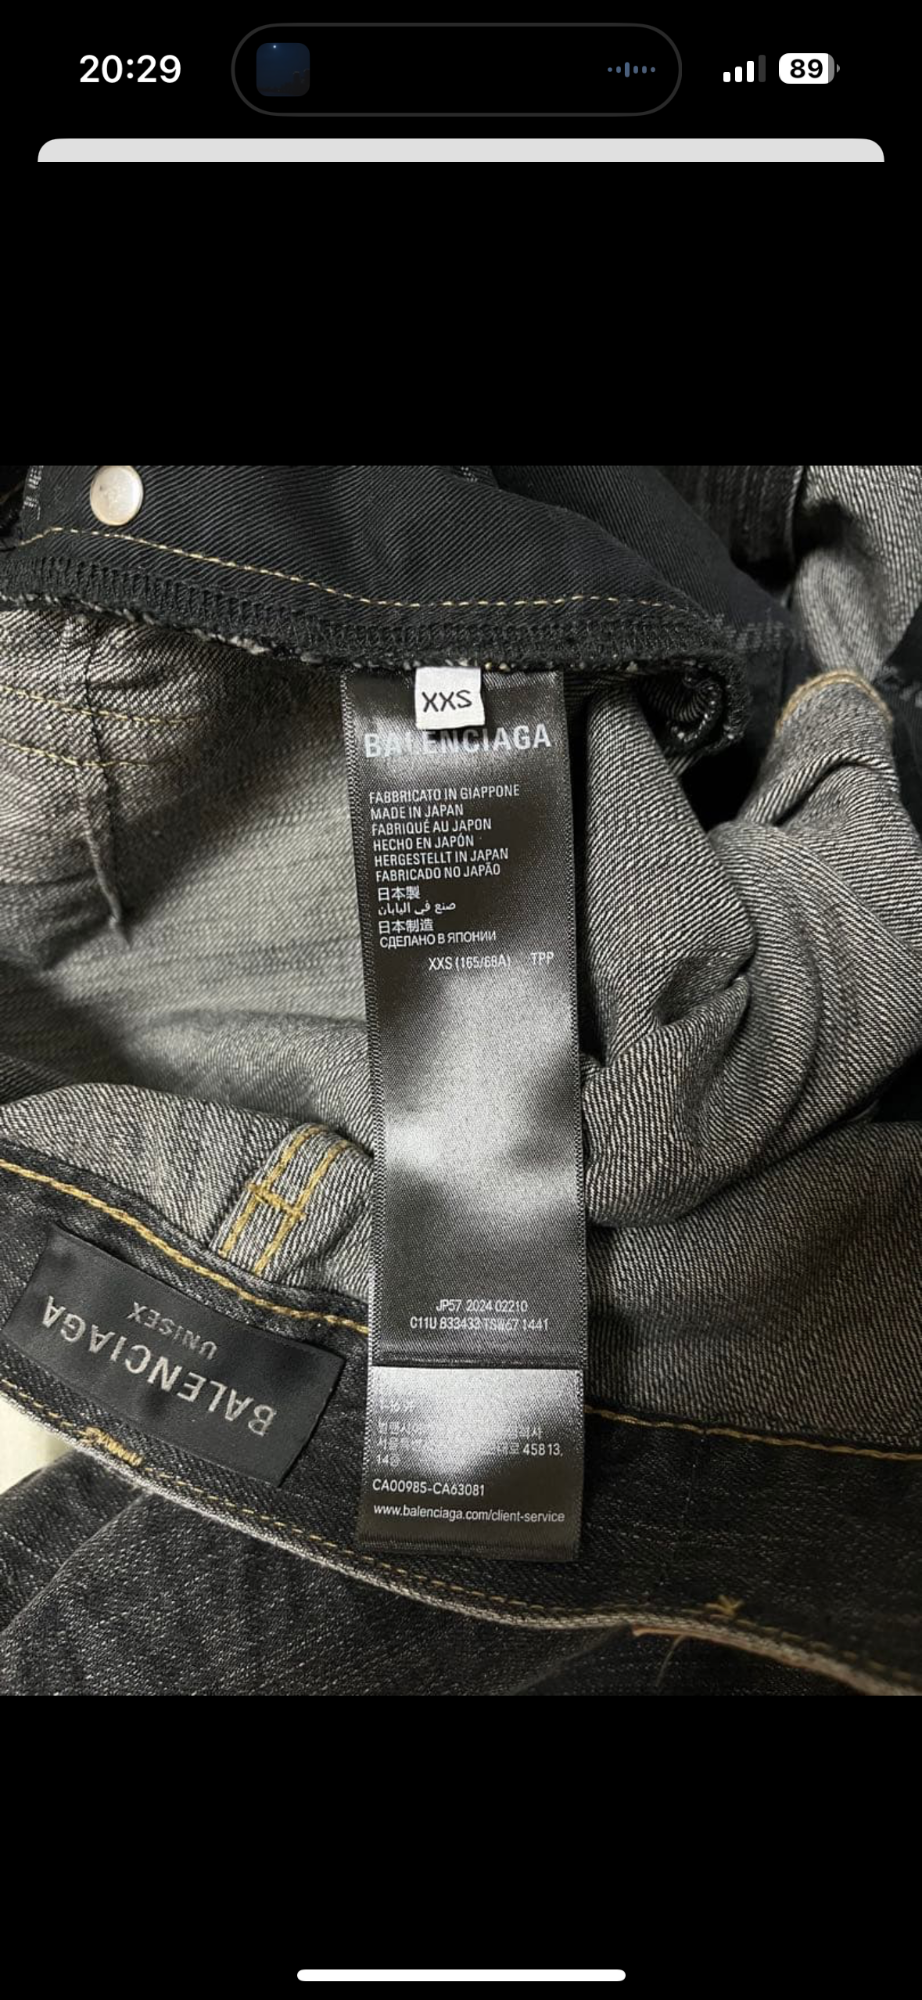 20:29
89
XXS
BALENCIAGA
FABBRICATO IN GIAPPONE
MADE IN JAPAN
FABRIQUÉ AU JAPON
HECHO EN JAPÓN
HERGESTELLT IN JAPAN
FABRICADO NO JAPÃO
日本製
صنع في اليابان
日本制造
СДЕЛАНО В ЯПОНИИ
XXS (165/68A) TPP
JP57 2024 02210
C11U 833433 1441
45813,
CA00985-CA63081
www.balenciaga.com/client-service
BALENCIAGA
UNISEX